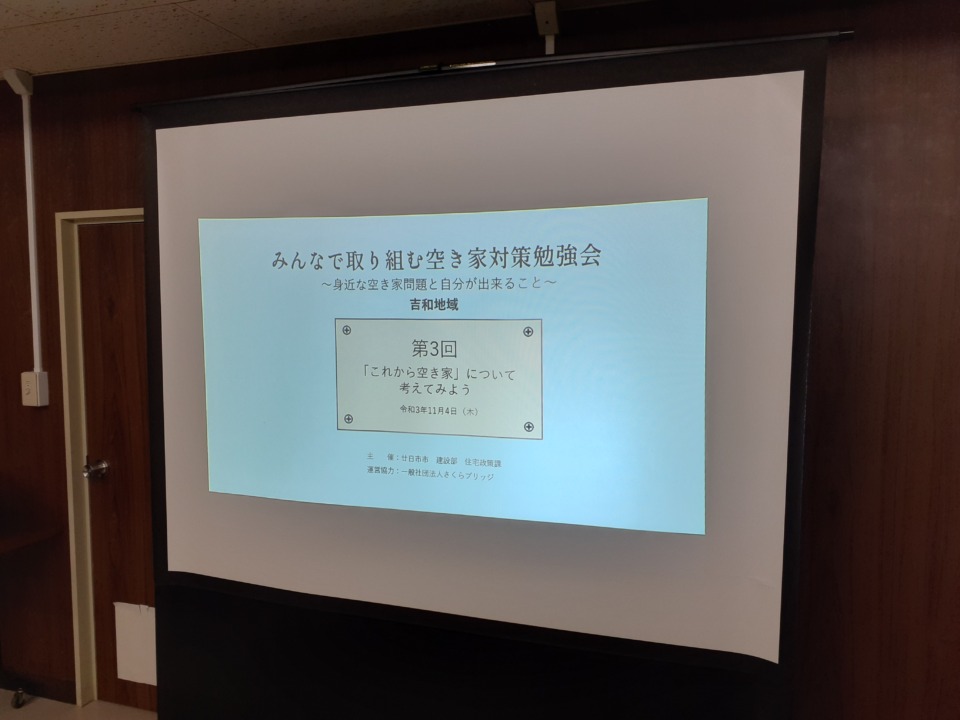 みんなで取り組む空き家対策勉強会
～身近な空き家問題と自分が出来ること～
吉和地域
第3回
「これから空き家」について
考えてみよう
令和3年11月4日（木）
主　催：廿日市市　建設部　住宅政策課
運営協力：一般社団法人さくらブリッジ